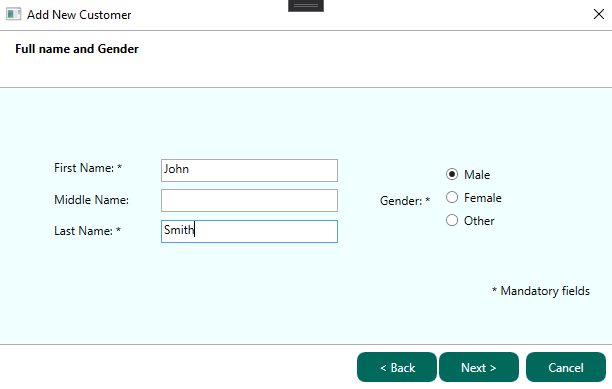 Add New Customer
Full name and Gender
First Name: * John
Middle Name:
Last Name: * Smith
Gender: *
Male
Female
Other
* Mandatory fields
< Back Next > Cancel